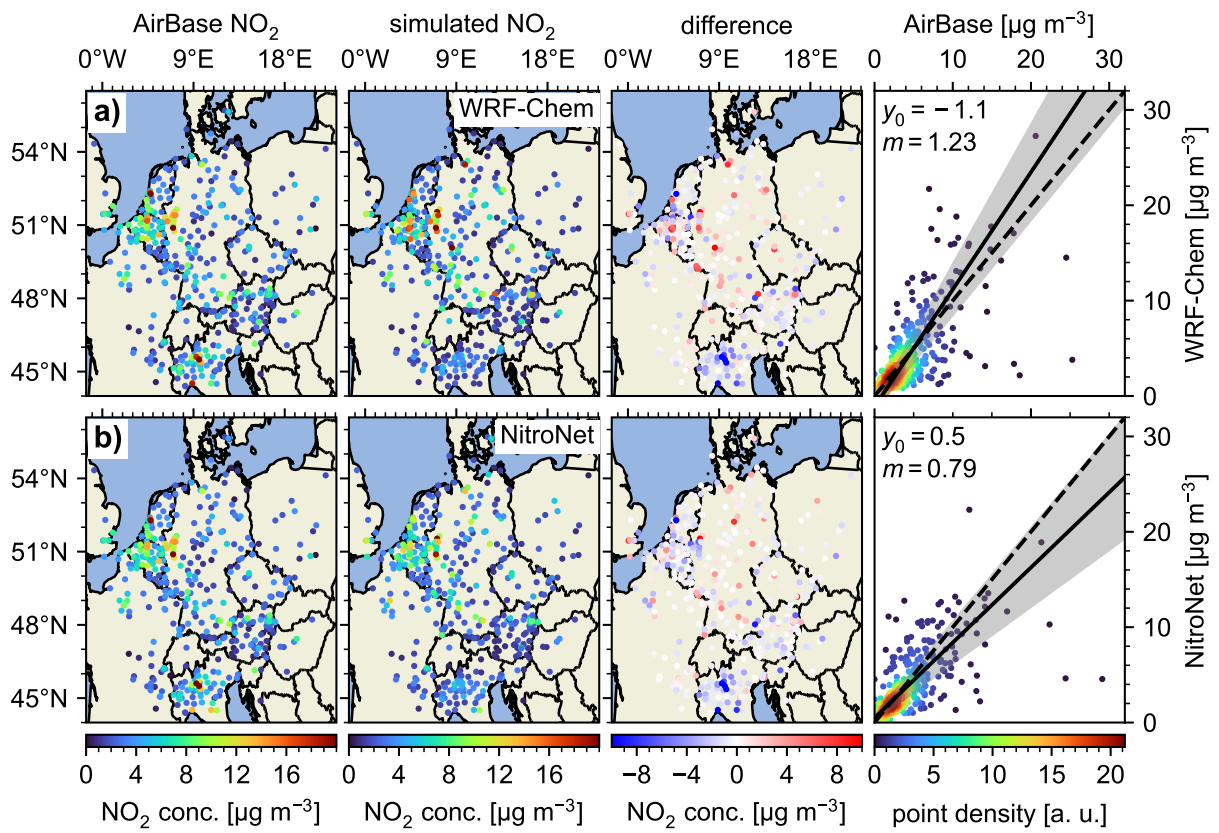 AirBase NO₂ simulated NO₂ difference AirBase [µg m⁻³]
0°W 9°E 18°E 0°W 9°E 18°E 0°W 9°E 18°E 0 10 20 30
a) WRF-Chem y₀ = −1.1
m = 1.23
54°N
51°N
48°N
45°N
30
20
10
0
WRF-Chem [µg m⁻³]
b) NitroNet y₀ = 0.5
m = 0.79
54°N
51°N
48°N
45°N
30
20
10
0
NitroNet [µg m⁻³]
0 4 8 12 16 0 4 8 12 16 −8 −4 0 4 8 0 5 10 15 20
NO₂ conc. [µg m⁻³] NO₂ conc. [µg m⁻³] NO₂ conc. [µg m⁻³] point density [a. u.]